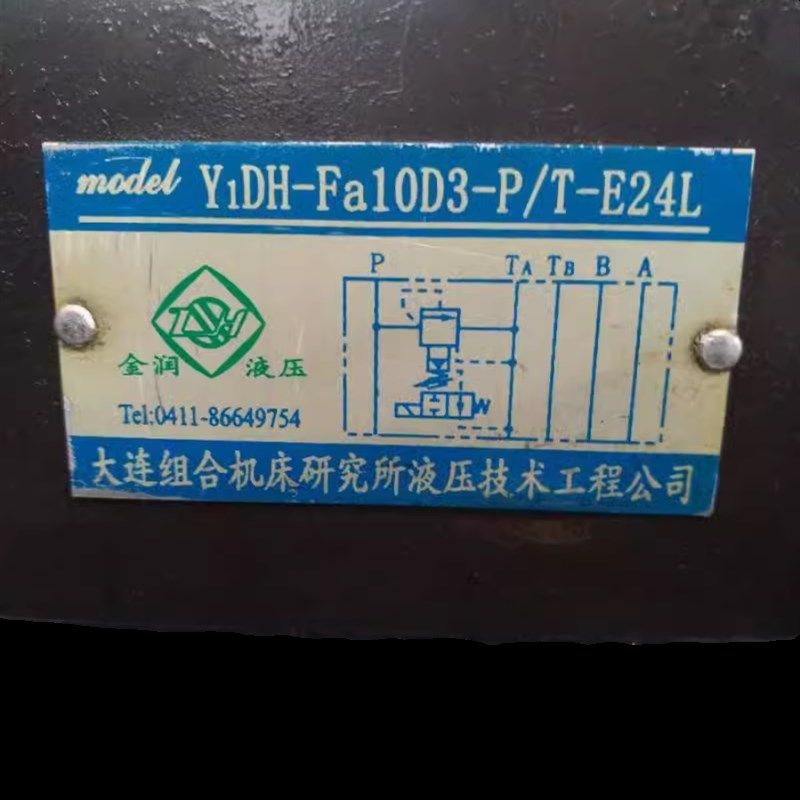 model Y1DH-Fa10D3-P/T-E24L
P TA TB B A
DJH
金润 液压
W
Tel:0411-86649754
大连组合机床研究所液压技术工程公司